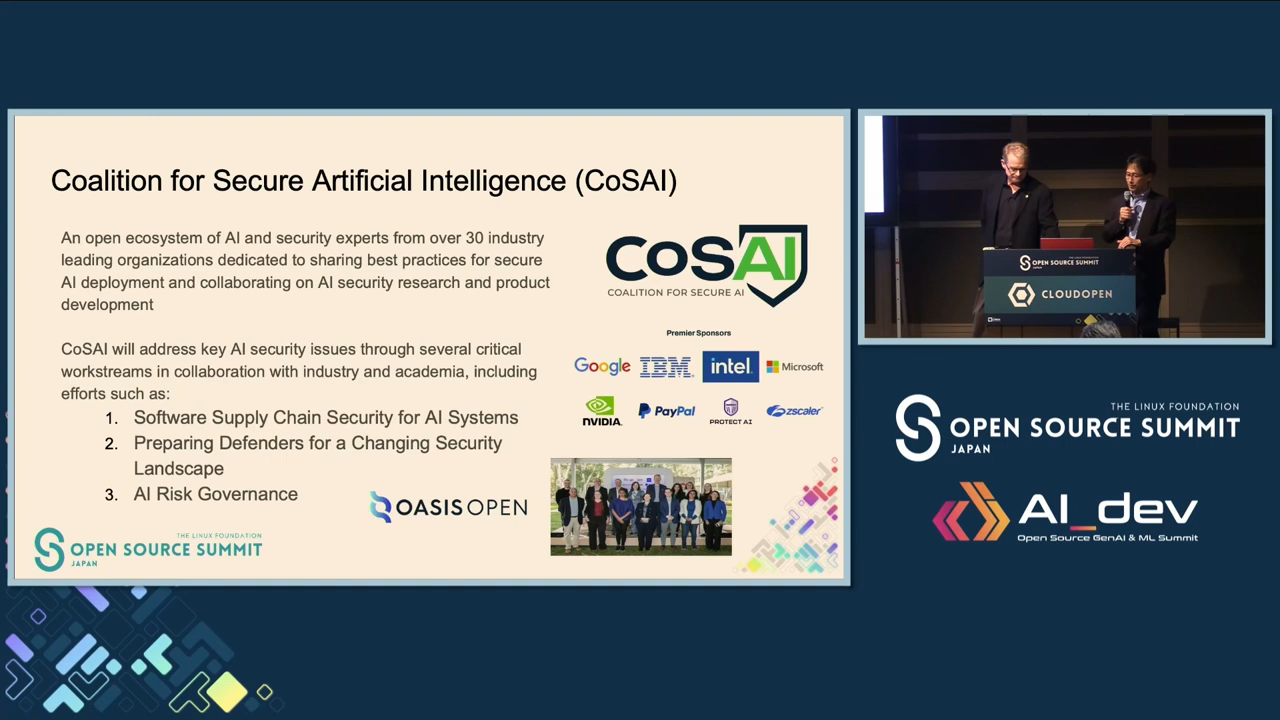 Coalition for Secure Artificial Intelligence (CoSAI)
An open ecosystem of AI and security experts from over 30 industry
leading organizations dedicated to sharing best practices for secure
AI deployment and collaborating on AI security research and product
development
CoSAI will address key AI security issues through several critical
workstreams in collaboration with industry and academia, including
efforts such as:
1. Software Supply Chain Security for AI Systems
2. Preparing Defenders for a Changing Security
Landscape
3. AI Risk Governance
CoSAI
COALITION FOR SECURE AI
Premier Sponsors
Google IBM intel. Microsoft
NVIDIA. PayPal PROTECT AI zscaler
OASIS OPEN
THE LINUX FOUNDATION
OPEN SOURCE SUMMIT
JAPAN
OPEN SOURCE SUMMIT
JAPAN
CLOUDOPEN
THE LINUX FOUNDATION
OPEN SOURCE SUMMIT
JAPAN
AI_dev
Open Source GenAI & ML Summit